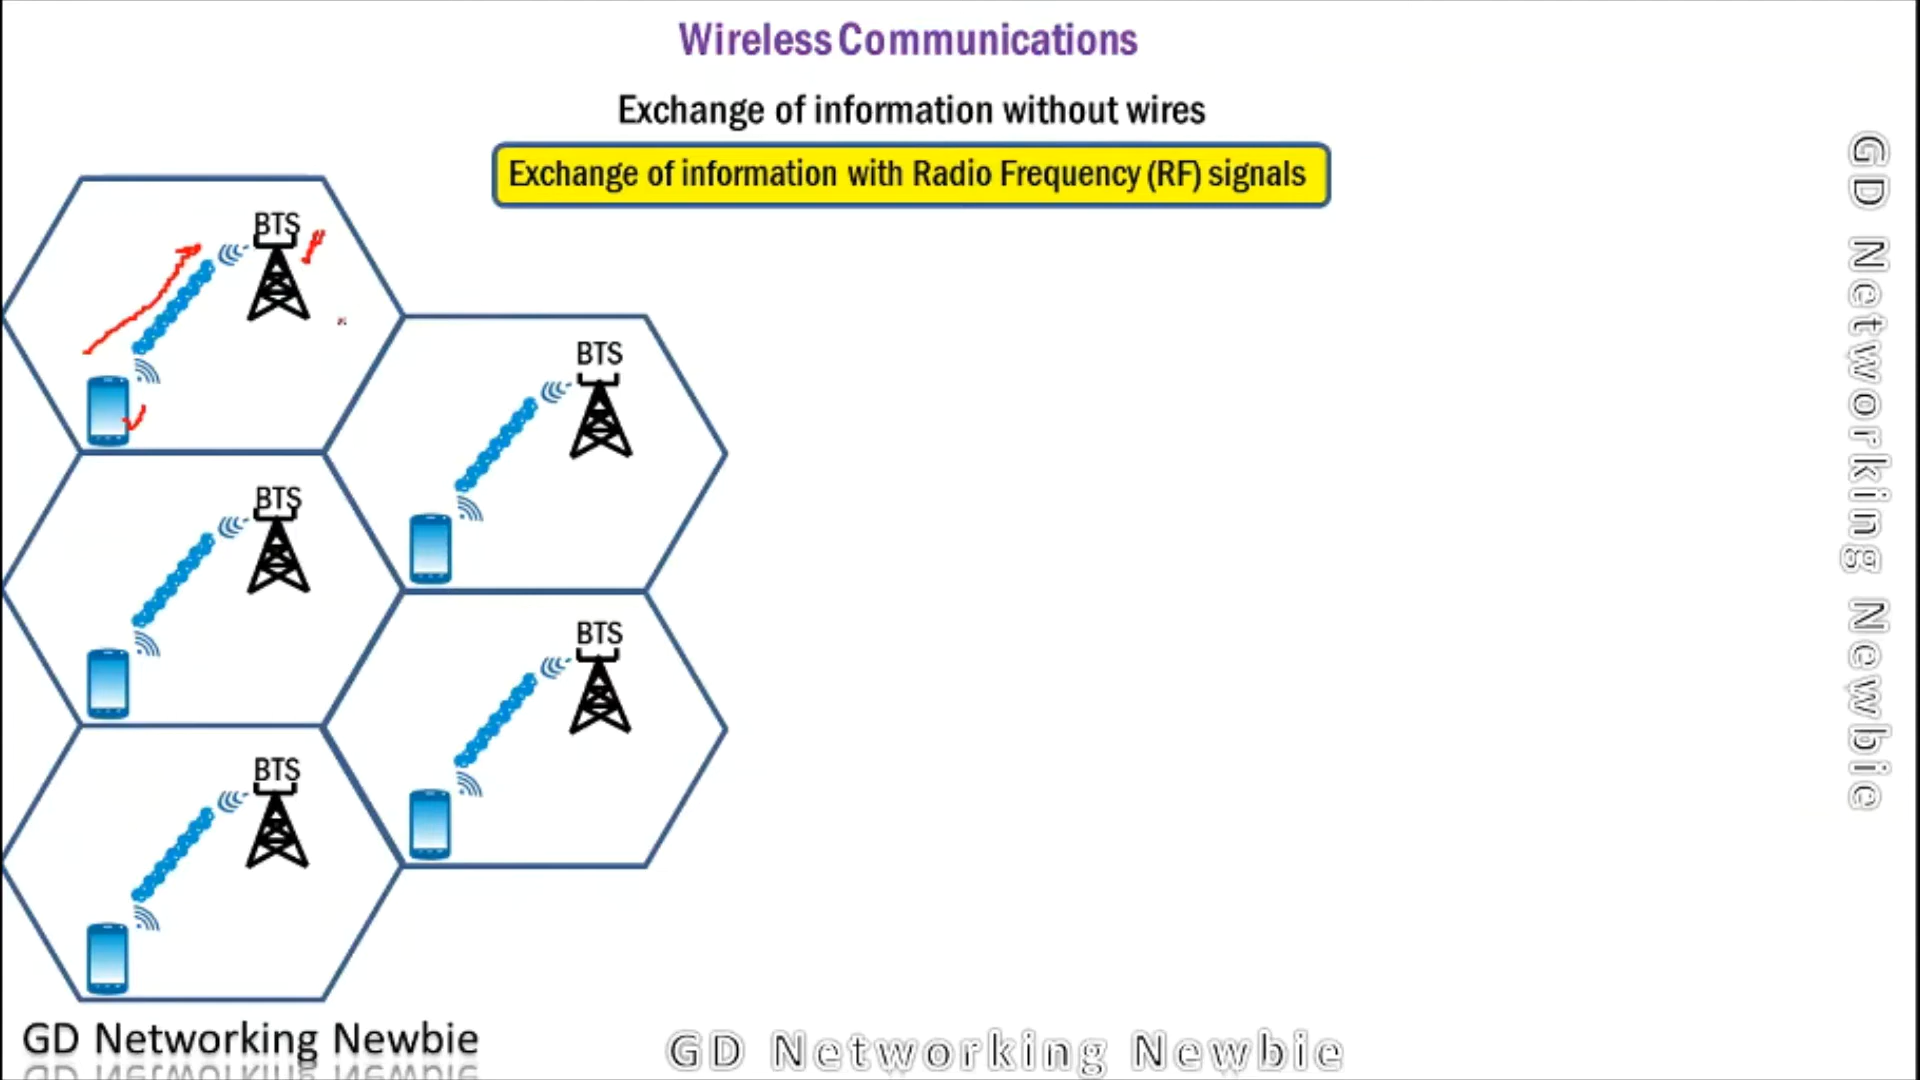 Wireless Communications
Exchange of information without wires
Exchange of information with Radio Frequency (RF) signals
BTS
BTS
BTS
BTS
BTS
GD Networking Newbie
GD Networking Newbie
GD Networking Newbie